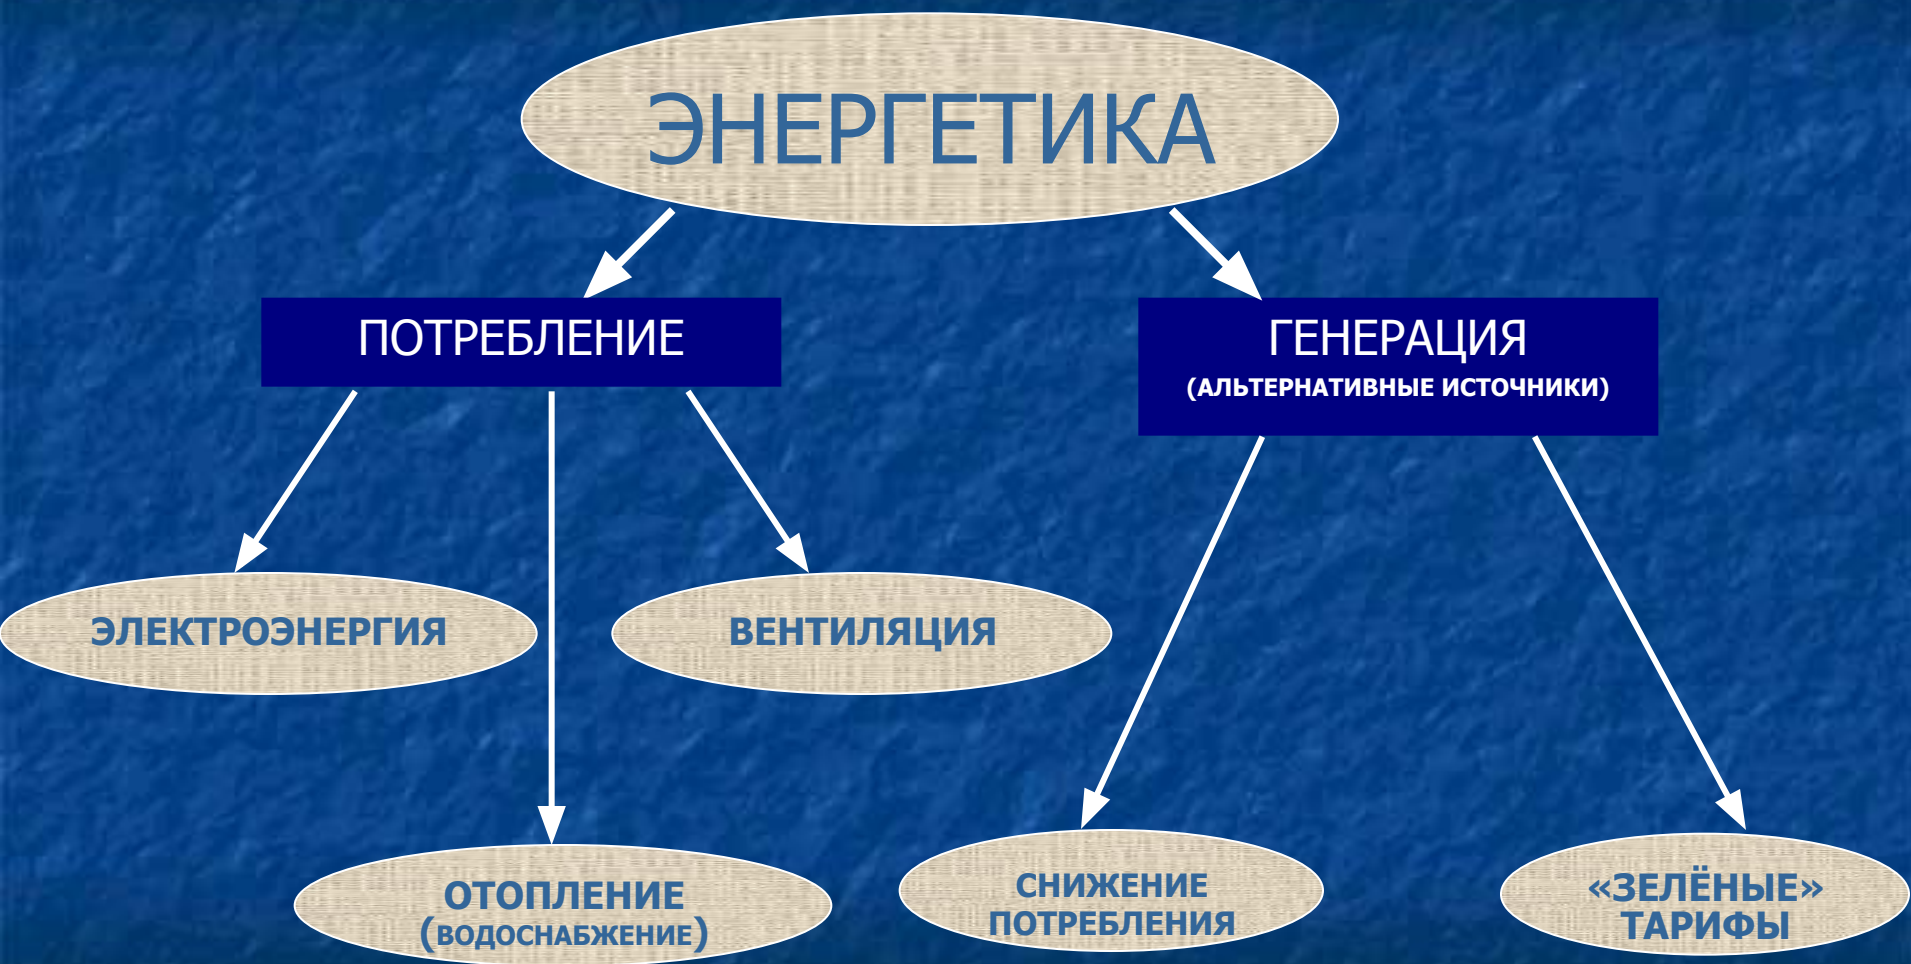 ЭНЕРГЕТИКА
ПОТРЕБЛЕНИЕ
ГЕНЕРАЦИЯ
(АЛЬТЕРНАТИВНЫЕ ИСТОЧНИКИ)
ЭЛЕКТРОЭНЕРГИЯ
ВЕНТИЛЯЦИЯ
ОТОПЛЕНИЕ
(ВОДОСНАБЖЕНИЕ)
СНИЖЕНИЕ
ПОТРЕБЛЕНИЯ
«ЗЕЛЁНЫЕ»
ТАРИФЫ